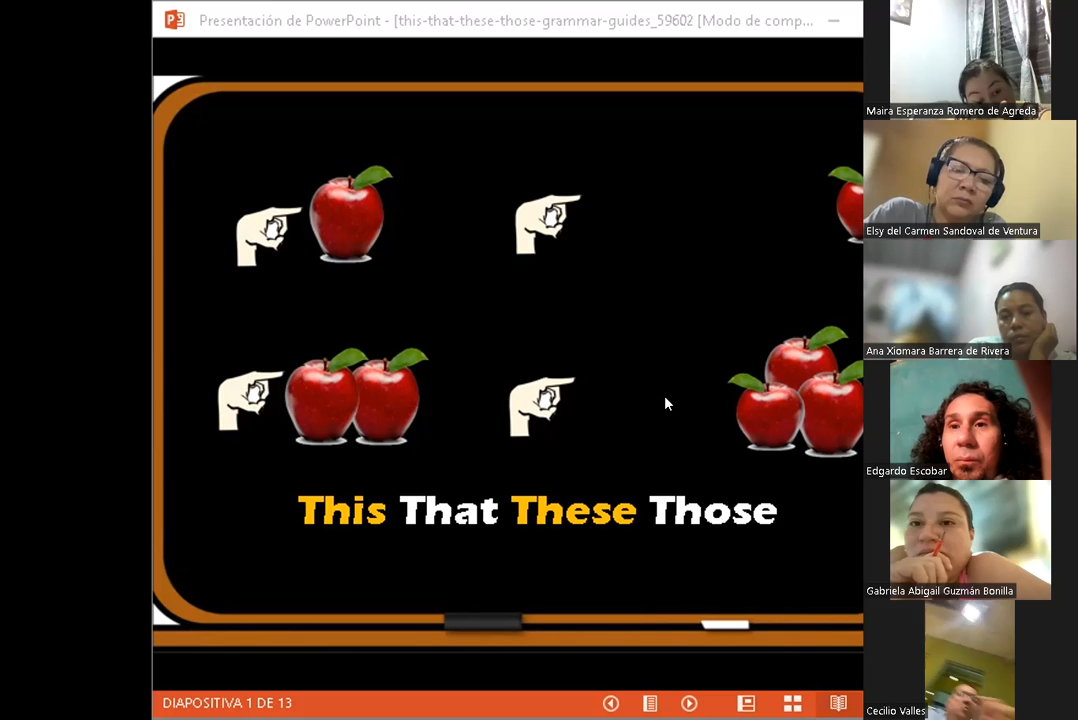 Presentación de PowerPoint - [this-that-these-those-grammar-guides_59602 [Modo de comp...
Maira Esperanza Romero de Agreda
Elsy del Carmen Sandoval de Ventura
Ana Xiomara Barrera de Rivera
Edgardo Escobar
This That These Those
Gabriela Abigail Guzmán Bonilla
DIAPOSITIVA 1 DE 13
Cecilio Valles